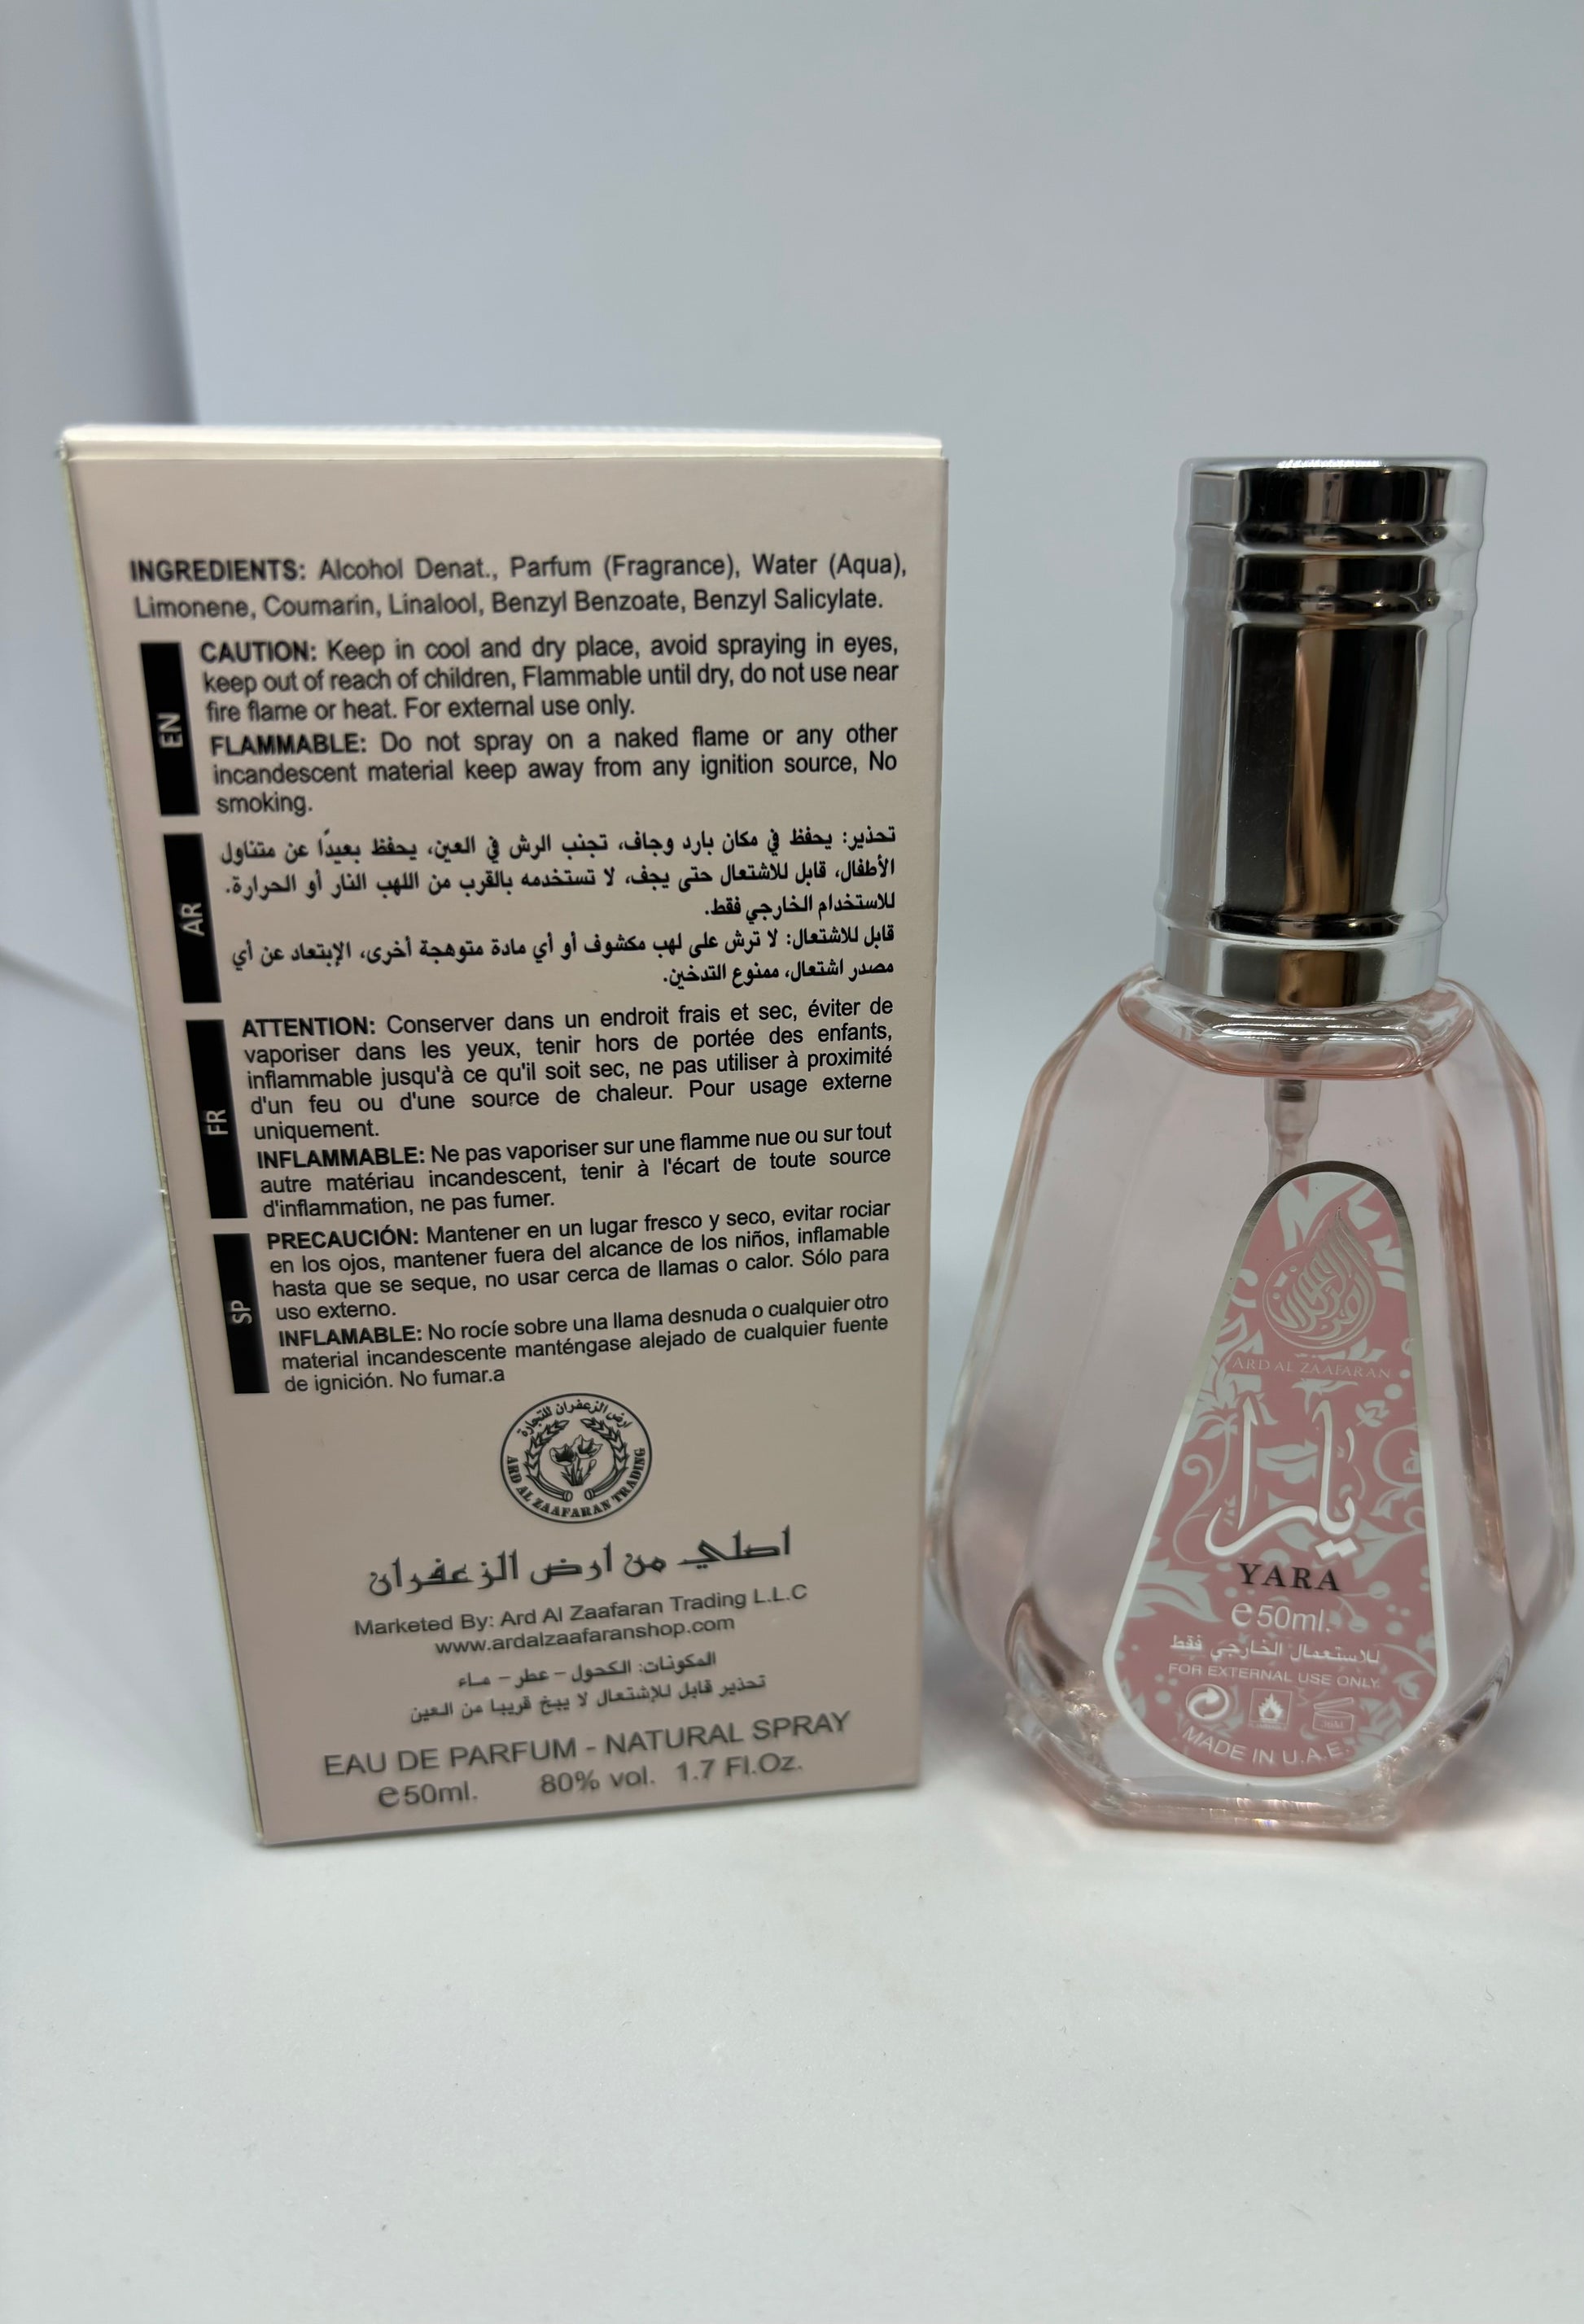 INGREDIENTS: Alcohol Denat., Parfum (Fragrance), Water (Aqua),
Limonene, Coumarin, Linalool, Benzyl Benzoate, Benzyl Salicylate.
EN
CAUTION: Keep in cool and dry place, avoid spraying in eyes,
keep out of reach of children, Flammable until dry, do not use near
fire flame or heat. For external use only.
FLAMMABLE: Do not spray on a naked flame or any other
incandescent material keep away from any ignition source, No
smoking.
AR
تحذير: يحفظ في مكان بارد وجاف، تجنب الرش في العين، يحفظ بعيدًا عن متناول
الأطفال، قابل للاشتعال حتى يجف، لا تستخدمه بالقرب من اللهب النار أو الحرارة.
للاستخدام الخارجي فقط.
قابل للاشتعال: لا ترش على لهب مكشوف أو أي مادة متوهجة أخرى، الإبتعاد عن أي
مصدر اشتعال، ممنوع التدخين.
FR
ATTENTION: Conserver dans un endroit frais et sec, éviter de
vaporiser dans les yeux, tenir hors de portée des enfants,
inflammable jusqu'à ce qu'il soit sec, ne pas utiliser à proximité
d'un feu ou d'une source de chaleur. Pour usage externe
uniquement.
INFLAMMABLE: Ne pas vaporiser sur une flamme nue ou sur tout
autre matériau incandescent, tenir à l'écart de toute source
d'inflammation, ne pas fumer.
SP
PRECAUCIÓN: Mantener en un lugar fresco y seco, evitar rociar
en los ojos, mantener fuera del alcance de los niños, inflamable
hasta que se seque, no usar cerca de llamas o calor. Sólo para
uso externo.
INFLAMABLE: No rocíe sobre una llama desnuda o cualquier otro
material incandescente manténgase alejado de cualquier fuente
de ignición. No fumar.a
ارض الزعفران للتجارة
ARD AL ZAAFARAN TRADING
اصلي من ارض الزعفران
Marketed By: Ard Al Zaafaran Trading L.L.C
www.ardalzaafaranshop.com
المكونات: الكحول - عطر - ماء
تحذير قابل للإشتعال لا يبخ قريبا من العين
EAU DE PARFUM - NATURAL SPRAY
℮50ml. 80% vol. 1.7 Fl.Oz.
ارض الزعفران
ARD AL ZAAFARAN
يارا
YARA
℮50ml.
للاستعمال الخارجي فقط
FOR EXTERNAL USE ONLY.
36M
MADE IN U.A.E.